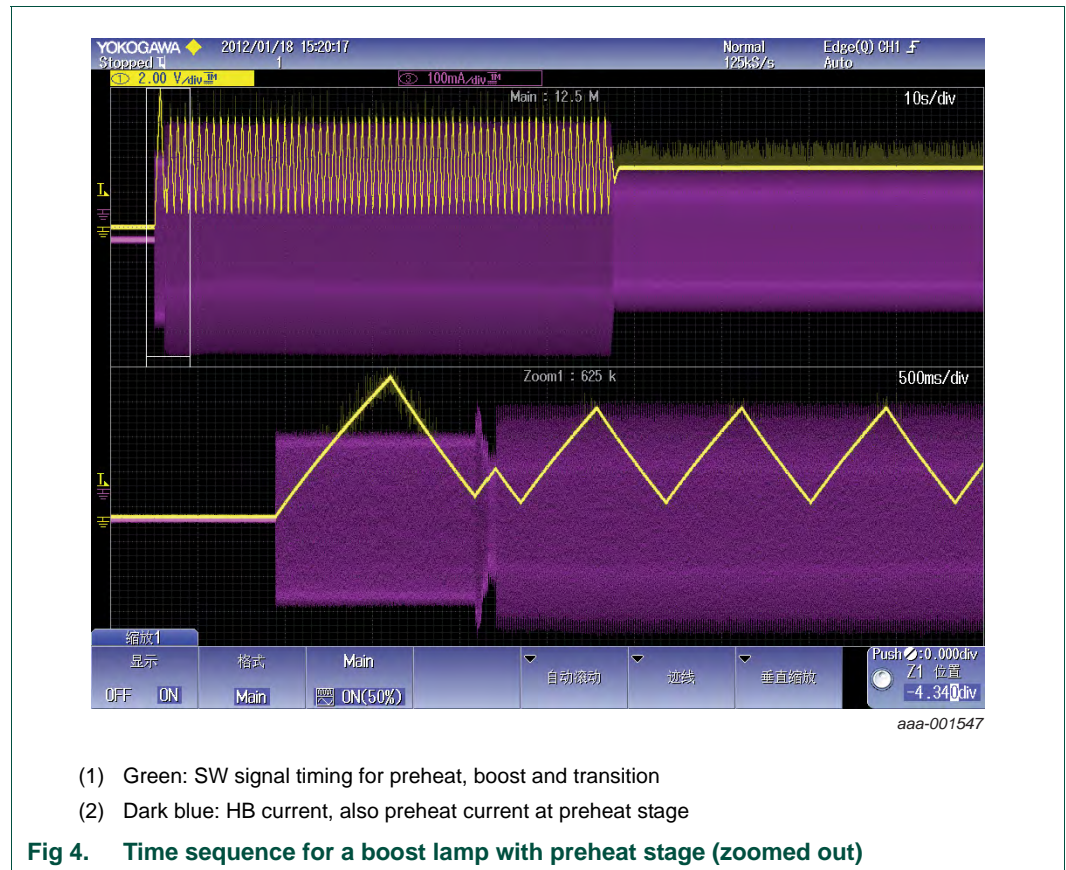 YOKOGAWA 2012/01/18 15:20:17 Normal Edge(Q) CH1
Stopped 1 125kS/s Auto
① 2.00 V/div ③ 100mA/div
Main : 12.5 M 10s/div
Zoom1 : 625 k 500ms/div
缩放1
显示 格式 Main 自动滚动 迹线 垂直缩放 Push :0.000div
Z1 位置
OFF ON Main ON(50%) -4.340div
aaa-001547
(1) Green: SW signal timing for preheat, boost and transition
(2) Dark blue: HB current, also preheat current at preheat stage
Fig 4. Time sequence for a boost lamp with preheat stage (zoomed out)